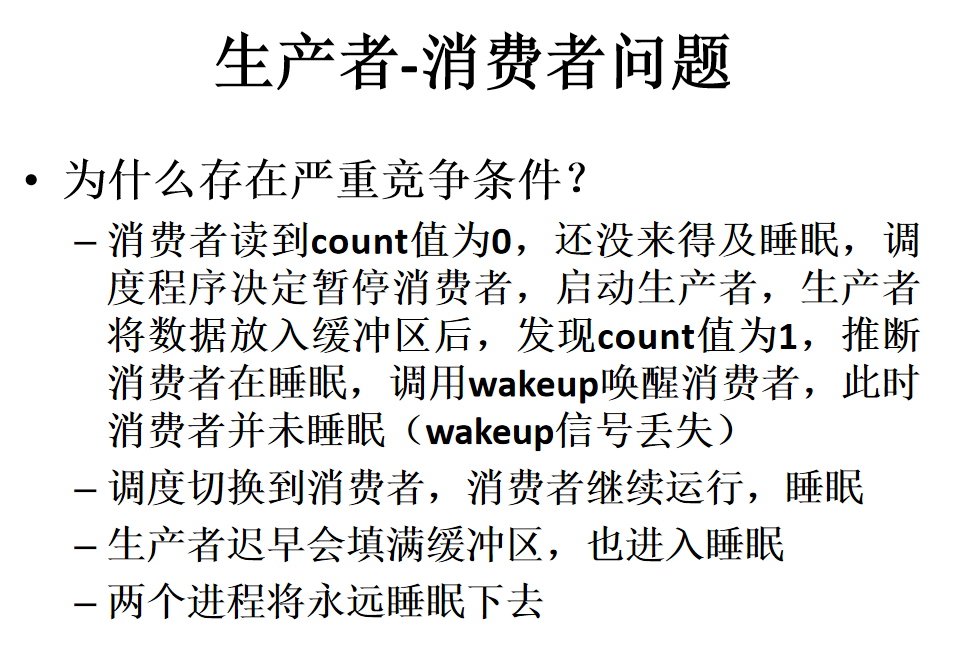 生产者-消费者问题
• 为什么存在严重竞争条件？
– 消费者读到count值为0，还没来得及睡眠，调
度程序决定暂停消费者，启动生产者，生产者
将数据放入缓冲区后，发现count值为1，推断
消费者在睡眠，调用wakeup唤醒消费者，此时
消费者并未睡眠（wakeup信号丢失）
– 调度切换到消费者，消费者继续运行，睡眠
– 生产者迟早会填满缓冲区，也进入睡眠
– 两个进程将永远睡眠下去